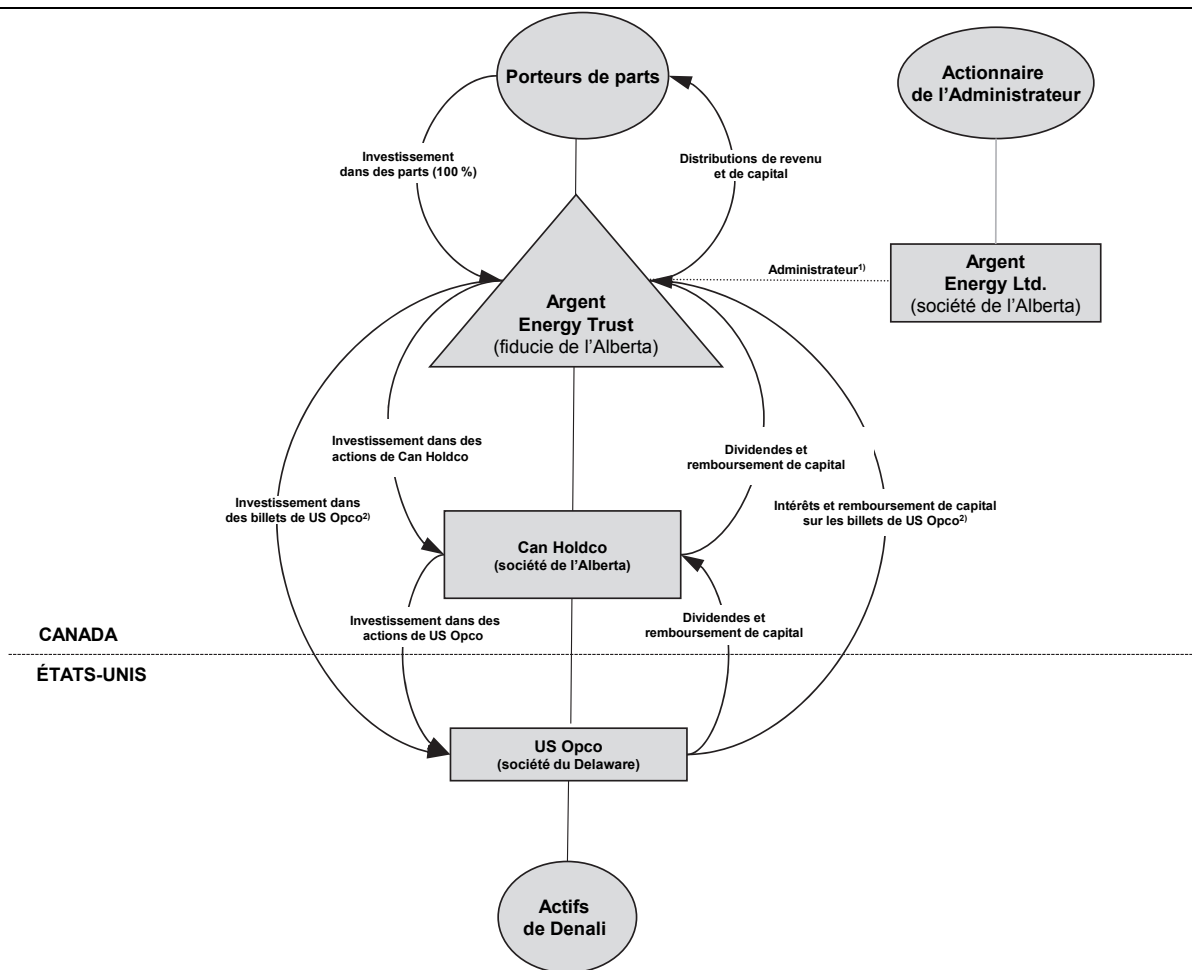 Porteurs de parts
Actionnaire
de l’Administrateur
Investissement
dans des parts (100 %)
Distributions de revenu
et de capital
Administrateur¹⁾
Argent
Energy Ltd.
(société de l’Alberta)
Argent
Energy Trust
(fiducie de l’Alberta)
Investissement dans des
actions de Can Holdco
Dividendes et
remboursement de capital
Investissement dans
des billets de US Opco²⁾
Intérêts et remboursement de capital
sur les billets de US Opco²⁾
Can Holdco
(société de l’Alberta)
Investissement dans des
actions de US Opco
Dividendes et
remboursement de capital
CANADA
ÉTATS-UNIS
US Opco
(société du Delaware)
Actifs
de Denali